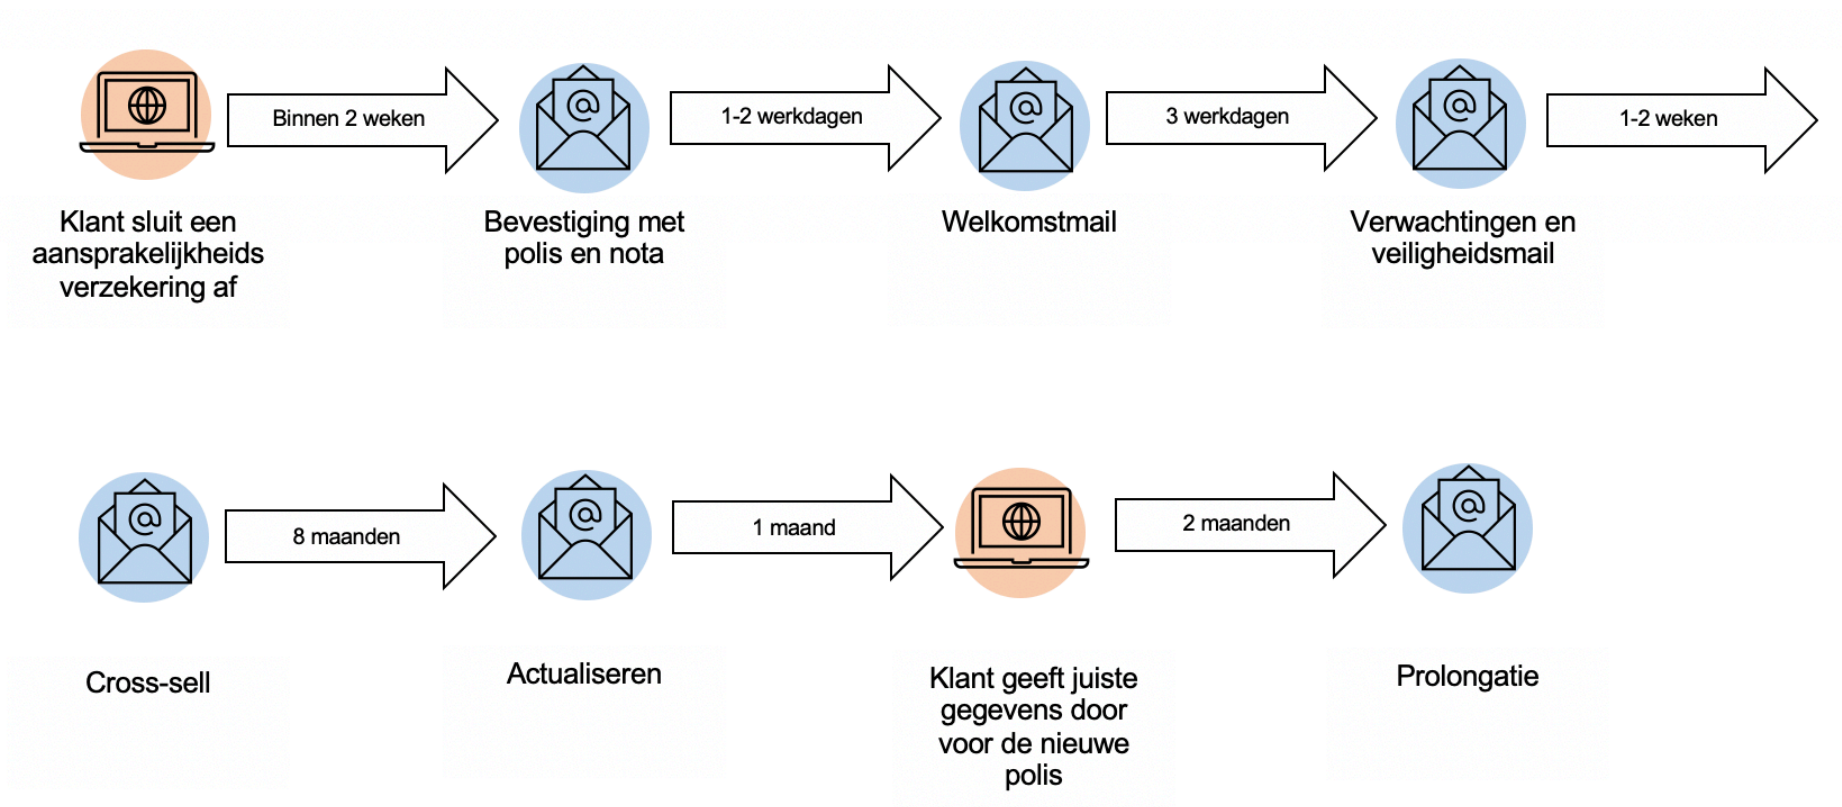 Binnen 2 weken
1-2 werkdagen
3 werkdagen
1-2 weken
Klant sluit een
aansprakelijkheids
verzekering af
Bevestiging met
polis en nota
Welkomstmail
Verwachtingen en
veiligheidsmail
@
@
@
@
@
@
8 maanden
1 maand
2 maanden
Cross-sell
Actualiseren
Klant geeft juiste
gegevens door
voor de nieuwe
polis
Prolongatie